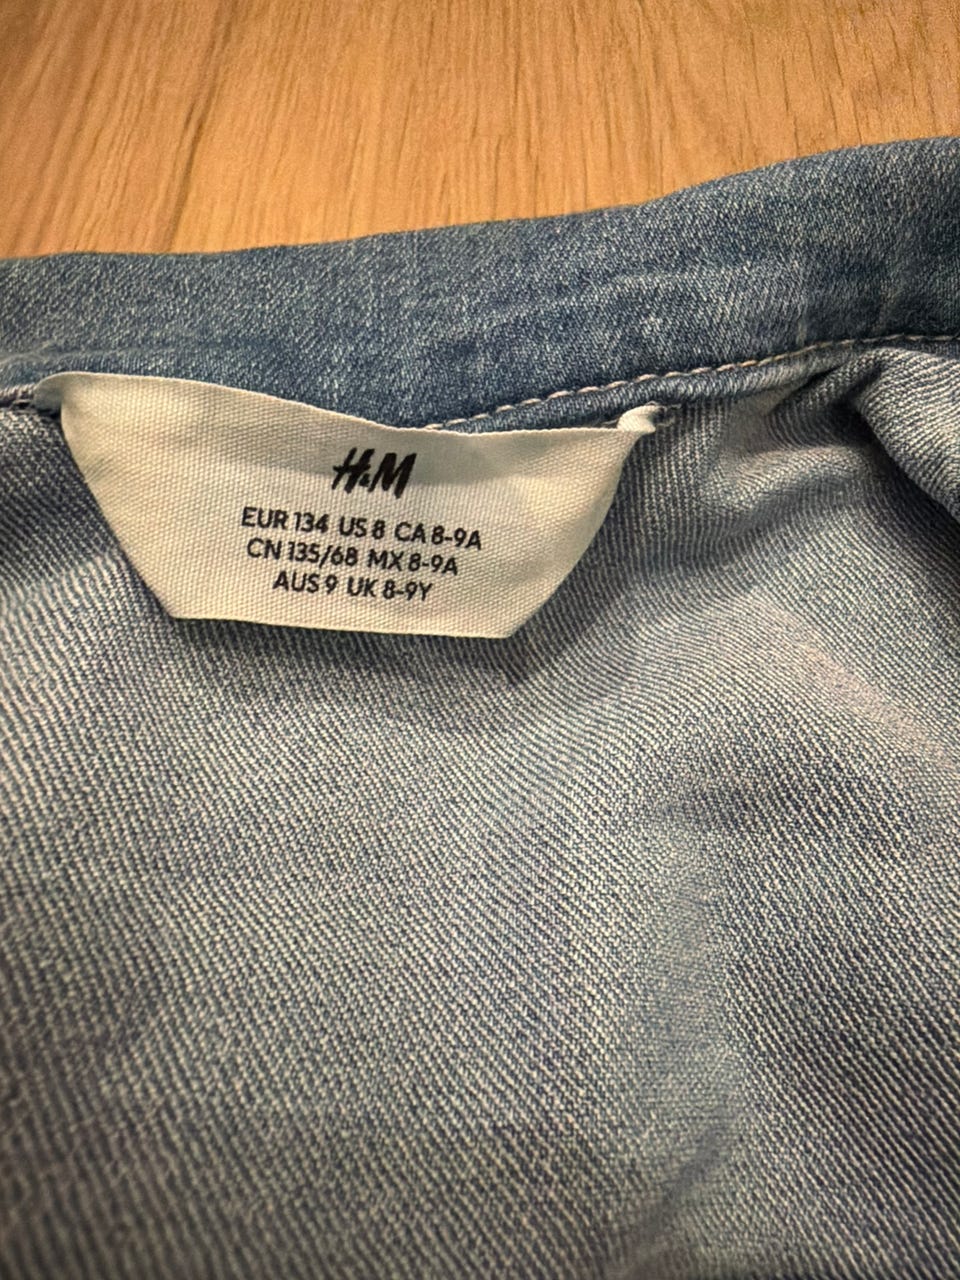 H&M
EUR 134 US 8 CA 8-9A
CN 135/68 MX 8-9A
AUS 9 UK 8-9Y